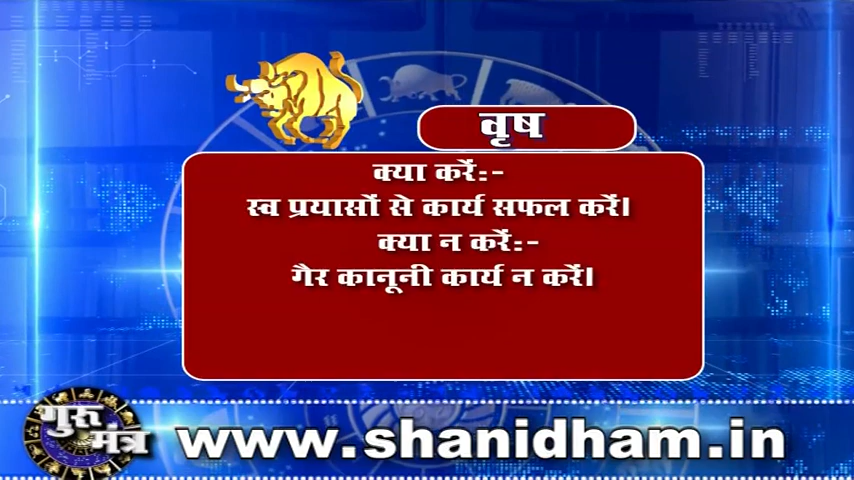 वृष
क्या करें:-
स्व प्रयासों से कार्य सफल करें।
क्या न करें:-
गैर कानूनी कार्य न करें।
गुरु
मंत्र
www.shanidham.in